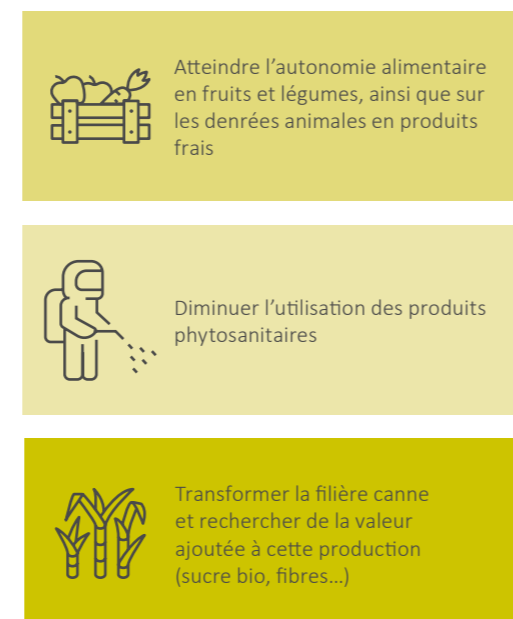 Atteindre l’autonomie alimentaire
en fruits et légumes, ainsi que sur
les denrées animales en produits
frais
Diminuer l’utilisation des produits
phytosanitaires
Transformer la filière canne
et rechercher de la valeur
ajoutée à cette production
(sucre bio, fibres...)